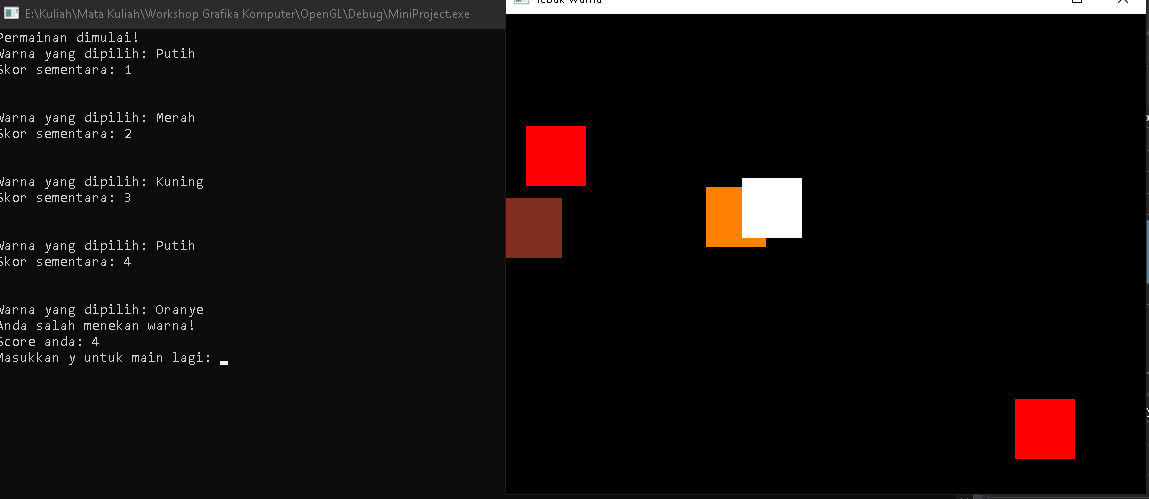 E:\Kuliah\Mata Kuliah\Workshop Grafika Komputer\OpenGL\Debug\MiniProject.exe
Permainan dimulai!
Warna yang dipilih: Putih
Skor sementara: 1
Warna yang dipilih: Merah
Skor sementara: 2
Warna yang dipilih: Kuning
Skor sementara: 3
Warna yang dipilih: Putih
Skor sementara: 4
Warna yang dipilih: Oranye
Anda salah menekan warna!
Score anda: 4
Masukkan y untuk main lagi:
Tebak Warna